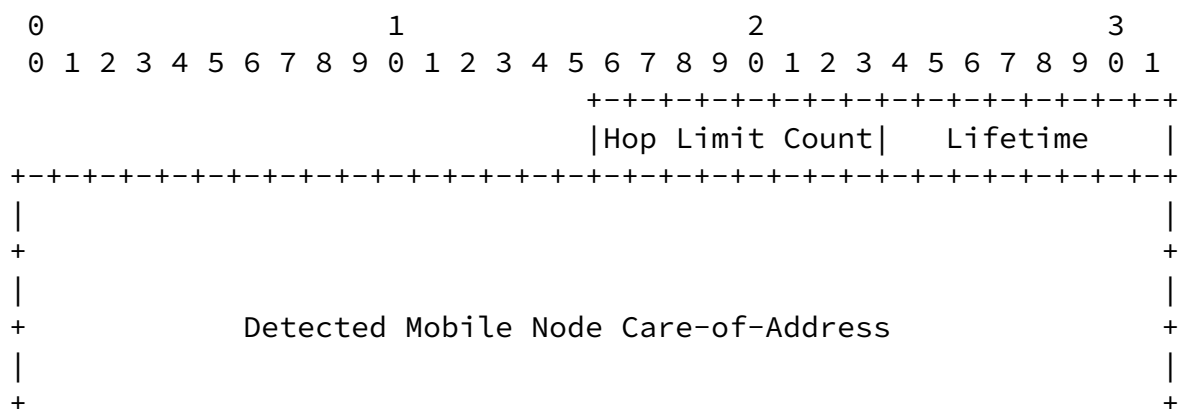 0                   1                   2                   3
 0 1 2 3 4 5 6 7 8 9 0 1 2 3 4 5 6 7 8 9 0 1 2 3 4 5 6 7 8 9 0 1
                                +-+-+-+-+-+-+-+-+-+-+-+-+-+-+-+-+
                                |Hop Limit Count|   Lifetime    |
+-+-+-+-+-+-+-+-+-+-+-+-+-+-+-+-+-+-+-+-+-+-+-+-+-+-+-+-+-+-+-+-+
|                                                               |
+                                                               +
|                                                               |
+            Detected Mobile Node Care-of-Address               +
|                                                               |
+                                                               +